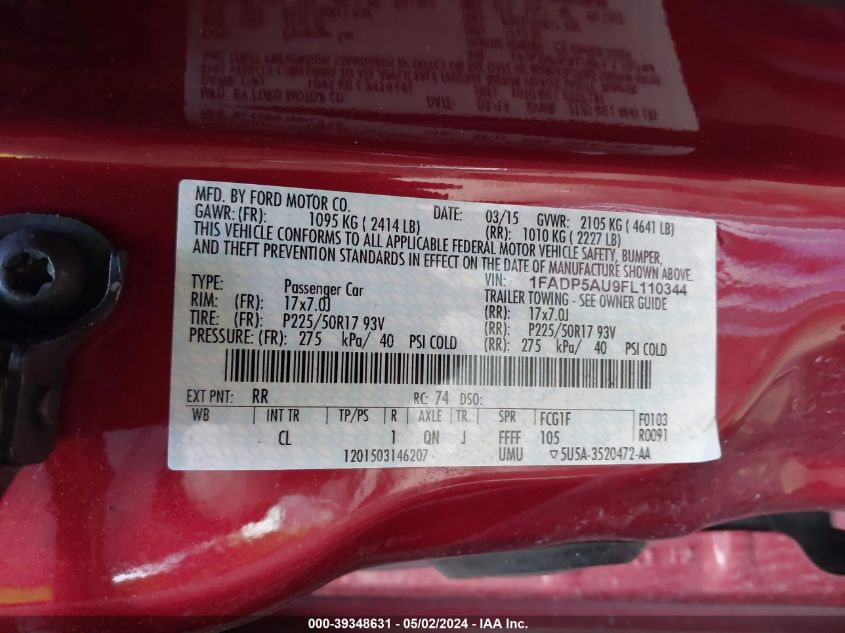 MFD. BY FORD MOTOR CO. DATE: 03/15 GVWR: 2105 KG ( 4641 LB)
GAWR: (FR): 1095 KG ( 2414 LB) (RR): 1010 KG ( 2227 LB)
THIS VEHICLE CONFORMS TO ALL APPLICABLE FEDERAL MOTOR VEHICLE SAFETY, BUMPER,
AND THEFT PREVENTION STANDARDS IN EFFECT ON THE DATE OF MANUFACTURE SHOWN ABOVE.
VIN: 1FADP5AU9FL110344
TYPE: Passenger Car TRAILER TOWING - SEE OWNER GUIDE
RIM: (FR): 17x7.0J (RR): 17x7.0J
TIRE: (FR): P225/50R17 93V (RR): P225/50R17 93V
PRESSURE: (FR): 275 kPa/ 40 PSI COLD (RR): 275 kPa/ 40 PSI COLD
EXT PNT: RR RC: 74 DSO:
WB INT TR TP/PS R AXLE TR SPR FCG1F F0103
CL 1 QN J FFFF 105 R0091
1201503146207 UMU ▽5U5A-3520472-AA
000-39348631 - 05/02/2024 - IAA Inc.